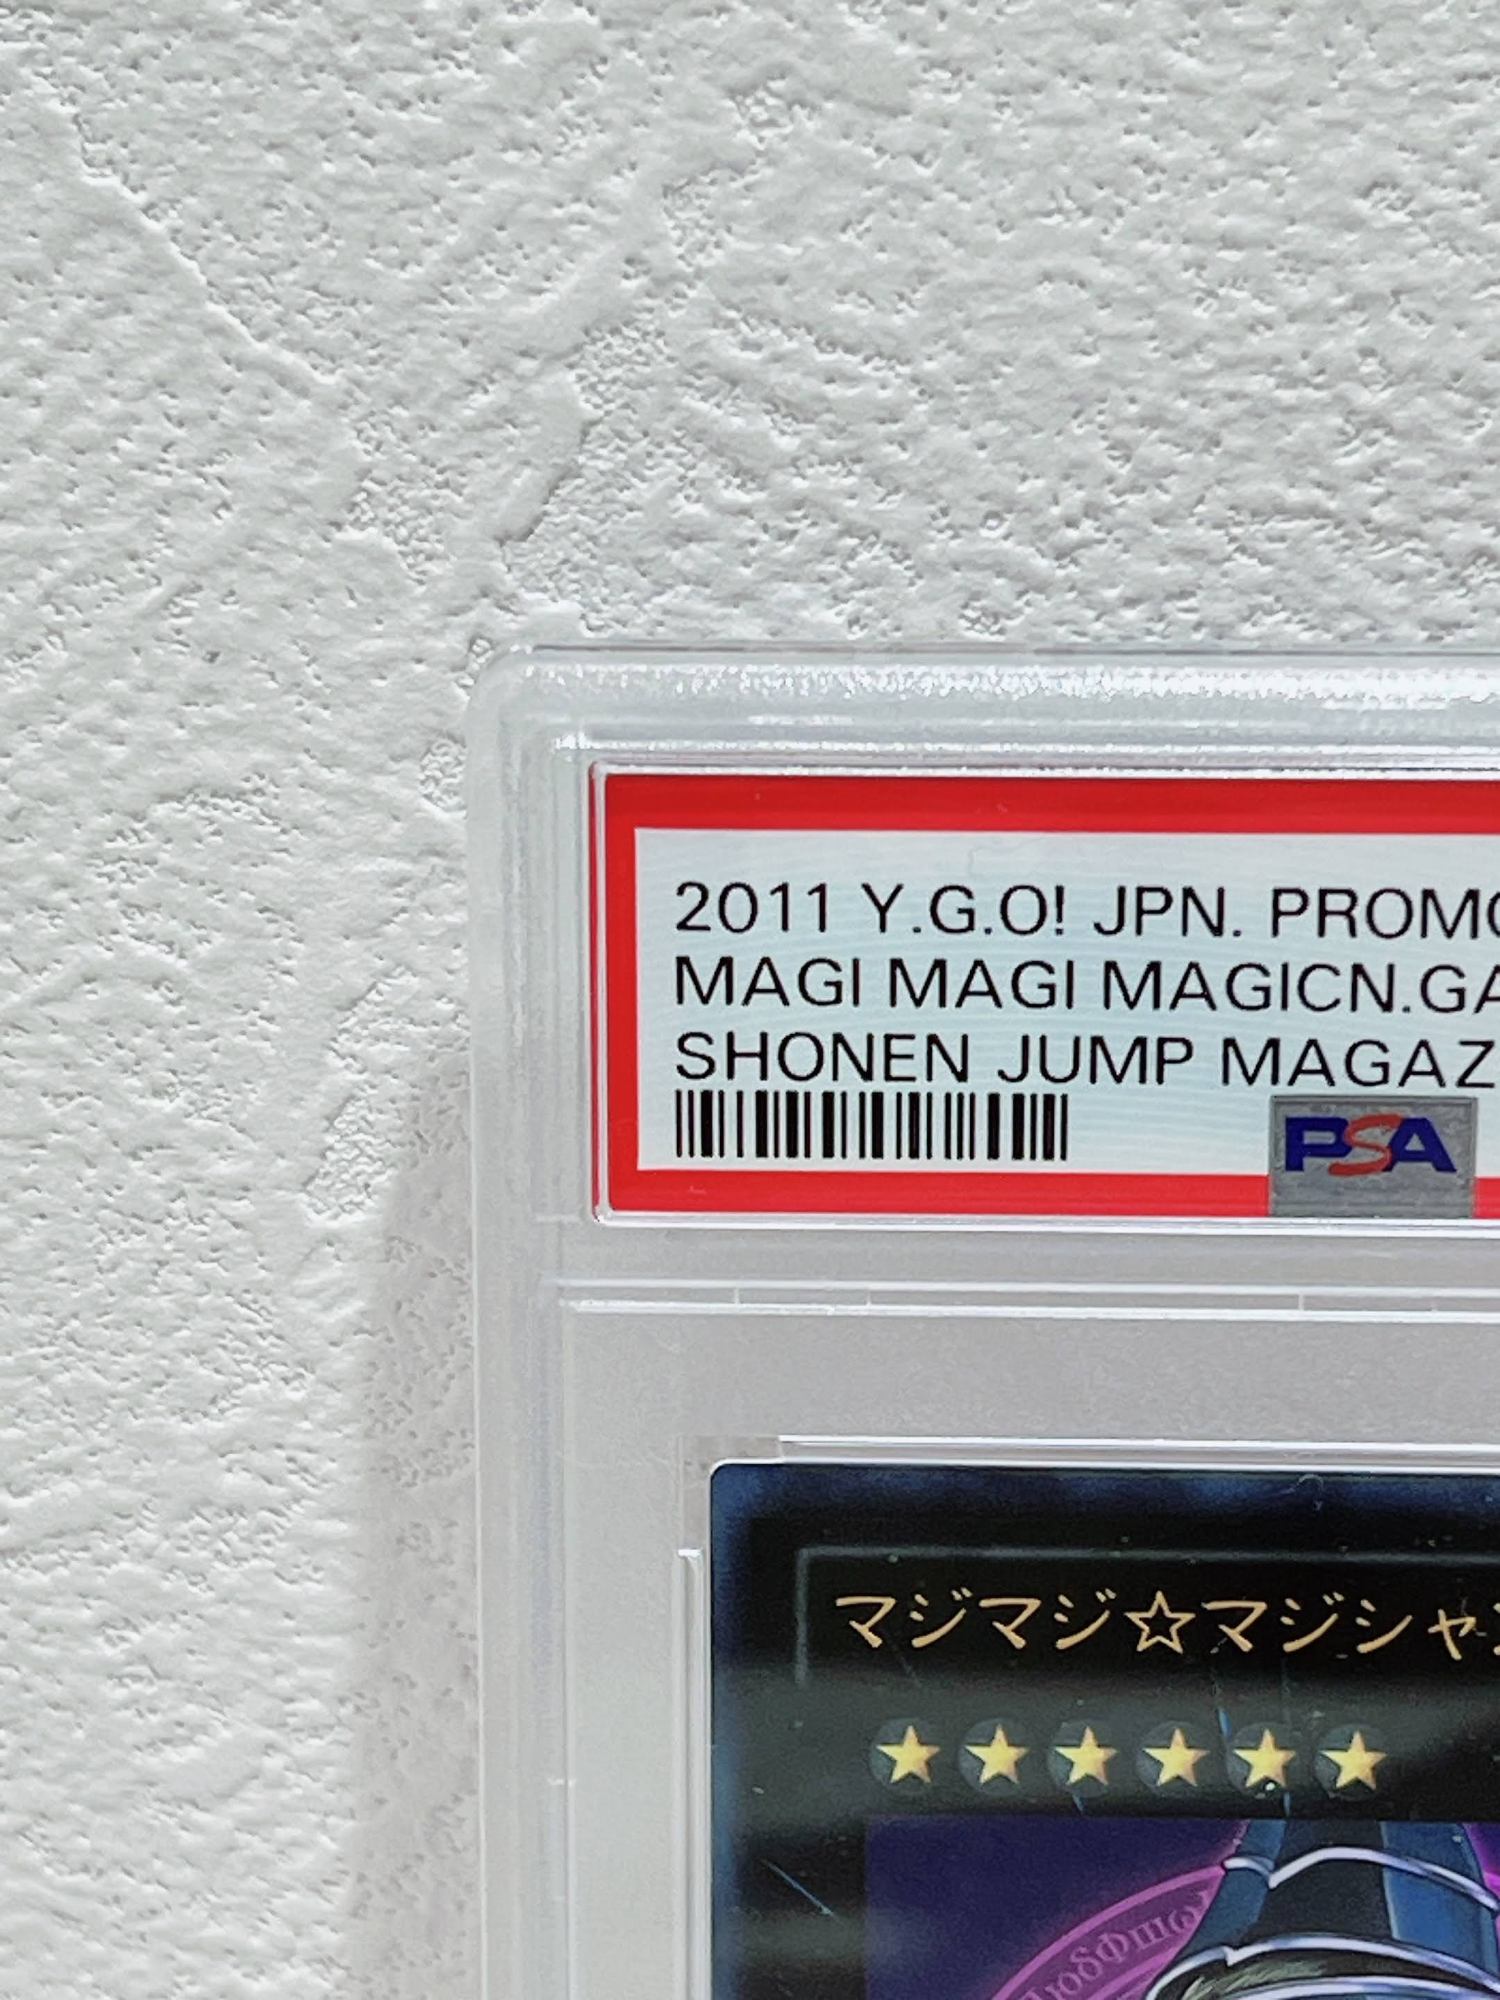 2011 Y.G.O! JPN. PROMO
MAGI MAGI MAGICN.GA
SHONEN JUMP MAGAZ
PSA
マジマジ☆マジシャ